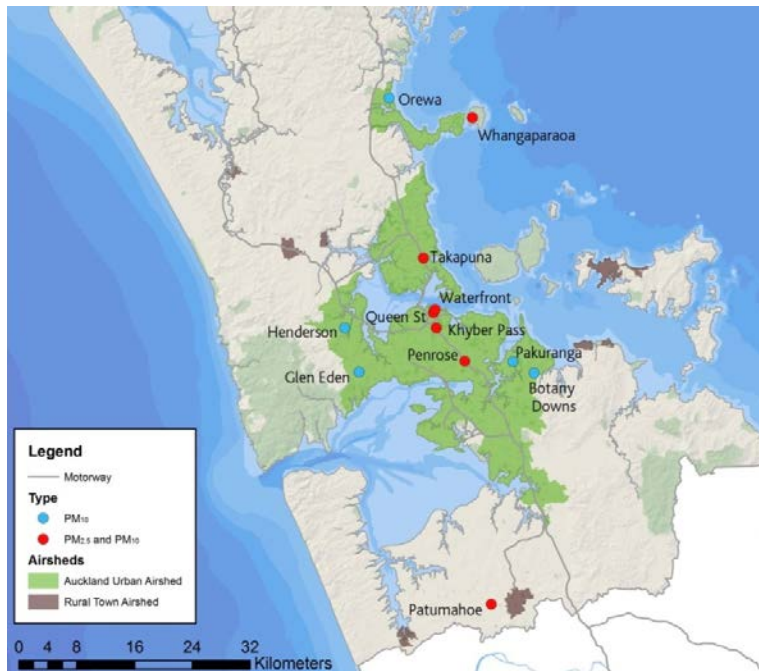 Orewa
Whangaparaoa
Takapuna
Waterfront
Queen St
Henderson
Khyber Pass
Penrose
Pakuranga
Glen Eden
Botany
Downs
Legend
Motorway
Type
PM10
PM2.5 and PM10
Airsheds
Auckland Urban Airshed
Rural Town Airshed
Patumahoe
0 4 8 16 24 32
Kilometers